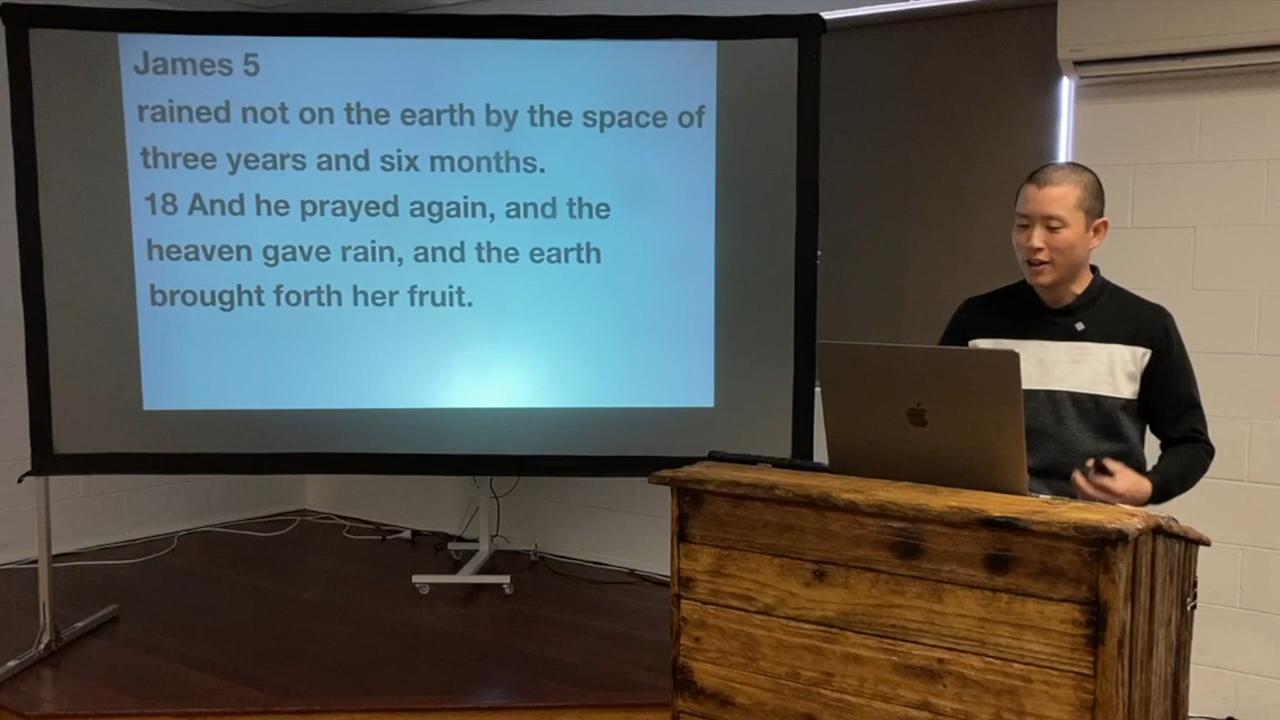 James 5
rained not on the earth by the space of
three years and six months.
18 And he prayed again, and the
heaven gave rain, and the earth
brought forth her fruit.